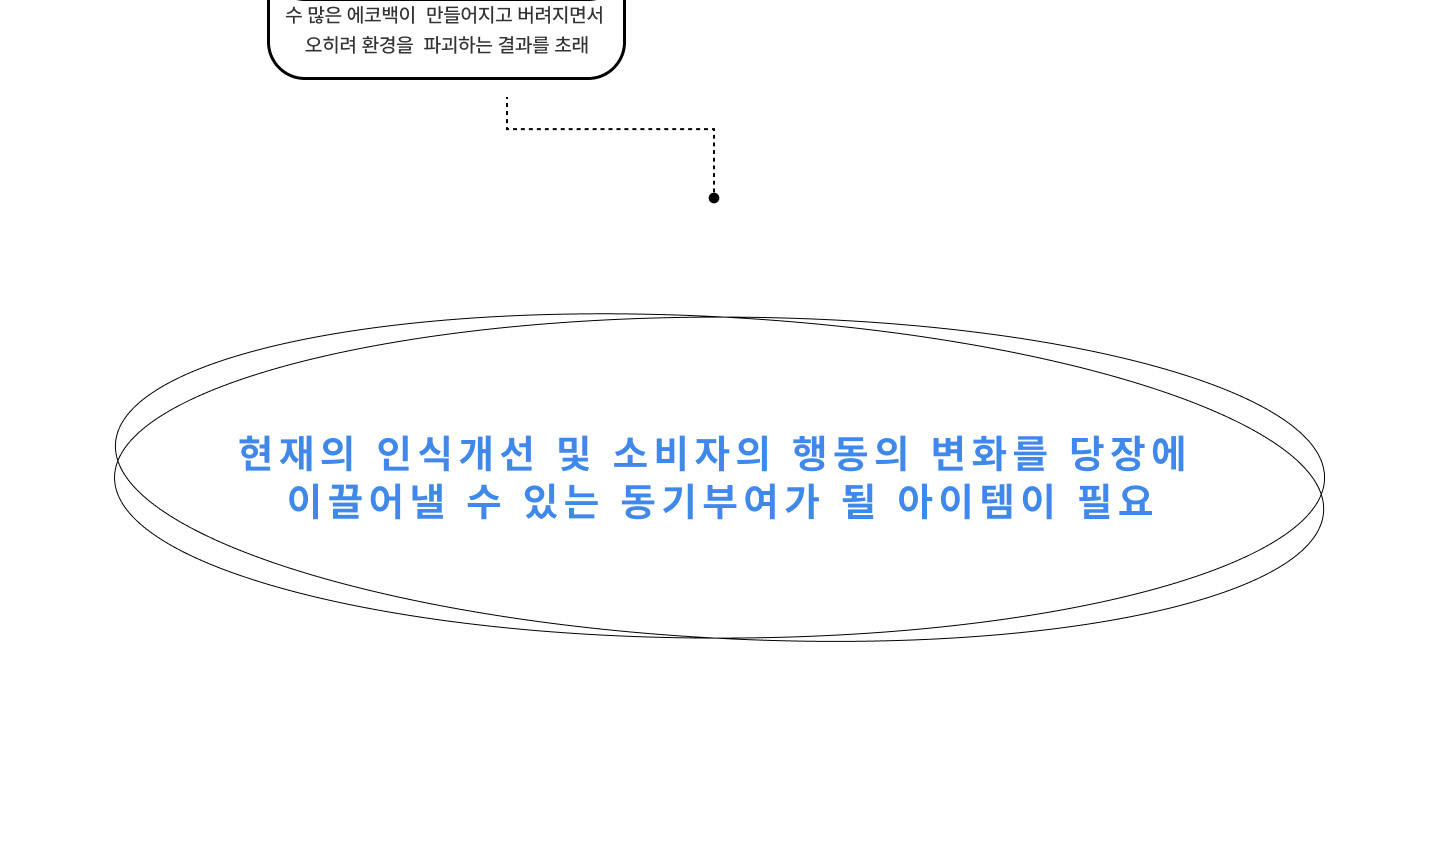 수 많은 에코백이 만들어지고 버려지면서
오히려 환경을 파괴하는 결과를 초래
현재의 인식개선 및 소비자의 행동의 변화를 당장에
이끌어낼 수 있는 동기부여가 될 아이템이 필요